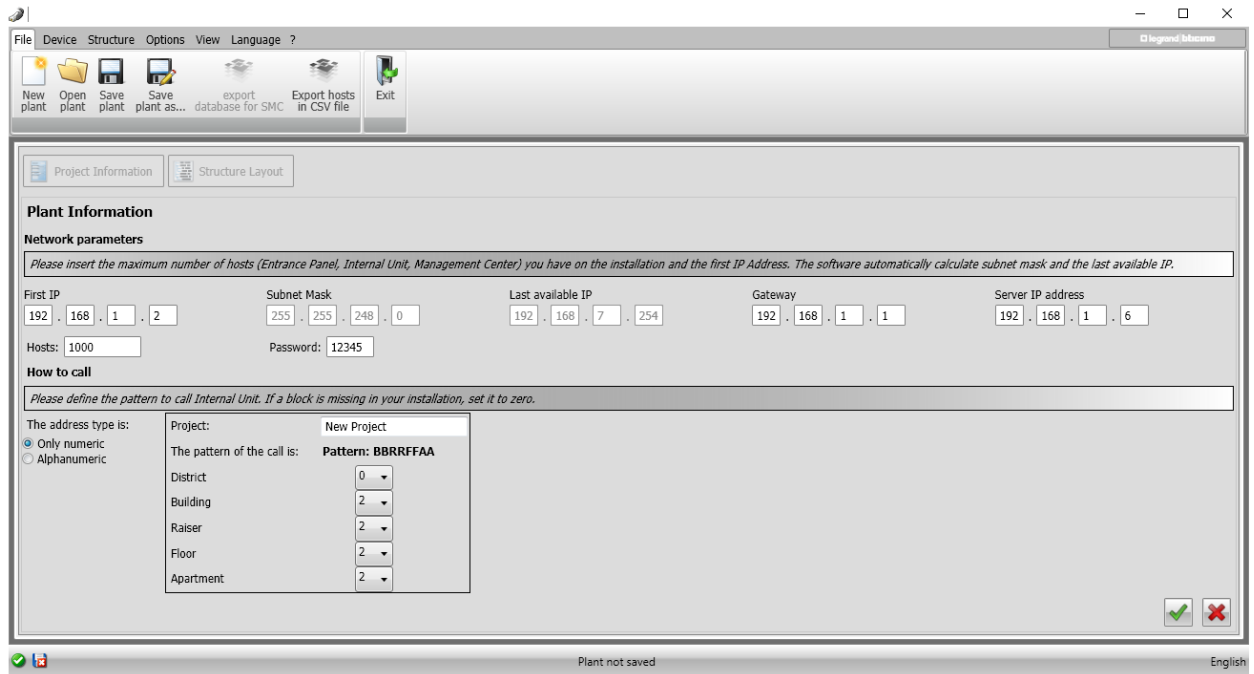 File Device Structure Options View Language ?
legrand bticino
New plant
Open plant
Save plant
Save plant as...
export database for SMC
Export hosts in CSV file
Exit
Project Information
Structure Layout
Plant Information
Network parameters
Please insert the maximum number of hosts (Entrance Panel, Internal Unit, Management Center) you have on the installation and the first IP Address. The software automatically calculate subnet mask and the last available IP.
First IP Subnet Mask Last available IP Gateway Server IP address
192 . 168 . 1 . 2 255 . 255 . 248 . 0 192 . 168 . 7 . 254 192 . 168 . 1 . 1 192 . 168 . 1 . 6
Hosts: 1000 Password: 12345
How to call
Please define the pattern to call Internal Unit. If a block is missing in your installation, set it to zero.
The address type is:
Only numeric
Alphanumeric
Project: New Project
The pattern of the call is: Pattern: BBRRFFAA
District 0
Building 2
Raiser 2
Floor 2
Apartment 2
Plant not saved
English